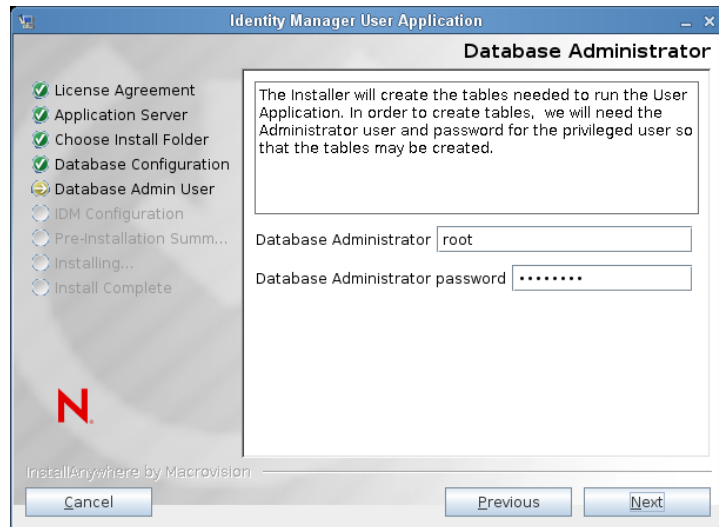 Identity Manager User Application
Database Administrator
License Agreement
Application Server
Choose Install Folder
Database Configuration
Database Admin User
IDM Configuration
Pre-Installation Summ...
Installing...
Install Complete
The Installer will create the tables needed to run the User
Application. In order to create tables, we will need the
Administrator user and password for the privileged user so
that the tables may be created.
Database Administrator root
Database Administrator password ••••••••
N
InstallAnywhere by Macrovision
Cancel
Previous
Next